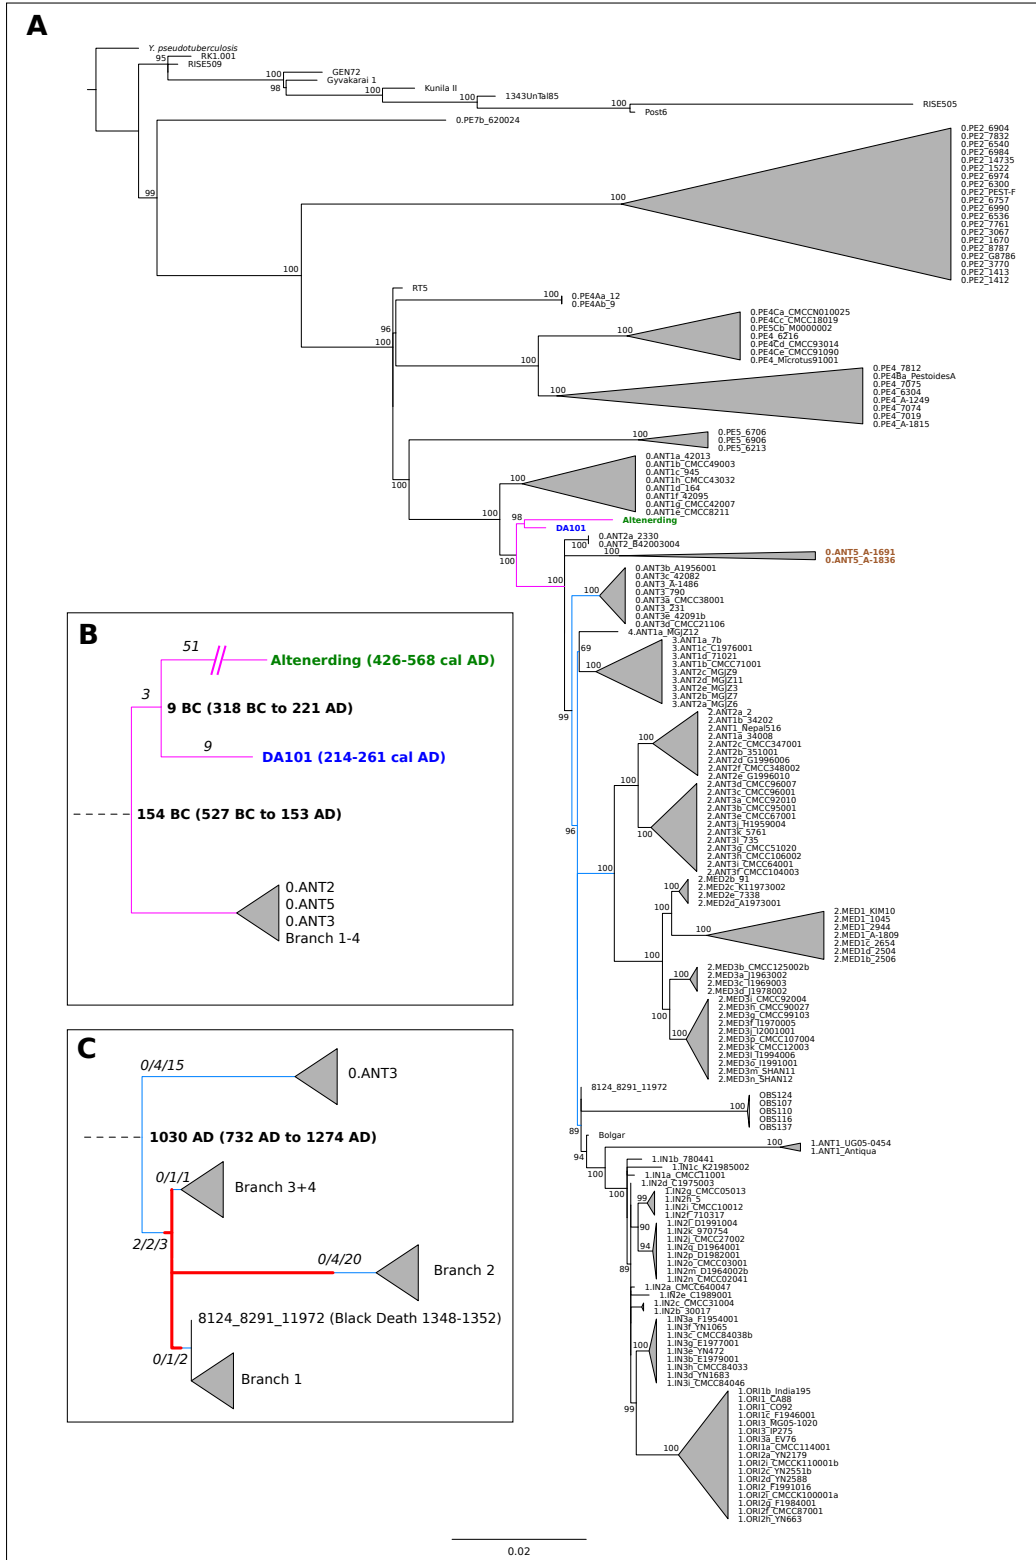 A
Y. pseudotuberculosis
95
RK1.001
RISE509
100
GEN72
98
Gyvakarai 1
100
Kunila II
100
1343UnTal85
100
RISE505
Post6
0.PE7b_620024
99
100
0.PE2_6904
0.PE2_7832
0.PE2_6540
0.PE2_6984
0.PE2_14735
0.PE2_1522
0.PE2_6974
0.PE2_6300
0.PE2_PEST-F
0.PE2_6757
0.PE2_6990
0.PE2_6536
0.PE2_7761
0.PE2_3067
0.PE2_1670
0.PE2_8787
0.PE2_G8786
0.PE2_3770
0.PE2_1413
0.PE2_1412
100
RT5
96
100
100
0.PE4Aa_12
0.PE4Ab_9
100
100
0.PE4Ca_CMCCN010025
0.PE4Cc_CMCC18019
0.PE5Cb_M0000002
0.PE4_6216
0.PE4Cd_CMCC93014
0.PE4Ce_CMCC91090
0.PE4_Microtus91001
100
0.PE4_7812
0.PE4Ba_PestoidesA
0.PE4_7075
0.PE4_6304
0.PE4_A-1249
0.PE4_7074
0.PE4_7019
0.PE4_A-1815
100
100
0.PE5_6706
0.PE5_6906
0.PE5_6213
100
100
0.ANT1a_42013
0.ANT1b_CMCC49003
0.ANT1c_945
0.ANT1h_CMCC43032
0.ANT1d_164
0.ANT1f_42095
0.ANT1g_CMCC42007
0.ANT1e_CMCC8211
98
Altenerding
DA101
100
100
0.ANT2a_2330
0.ANT2_B42003004
100
0.ANT5_A-1691
0.ANT5_A-1836
99
100
0.ANT3b_A1956001
0.ANT3c_42082
0.ANT3_A-1486
0.ANT3_790
0.ANT3a_CMCC38001
0.ANT3_231
0.ANT3e_42091b
0.ANT3d_CMCC21106
96
69
4.ANT1a_MGJZ12
100
3.ANT1a_7b
3.ANT1c_C1976001
3.ANT1d_71021
3.ANT1b_CMCC71001
3.ANT2c_MGJZ9
3.ANT2d_MGJZ11
3.ANT2e_MGJZ3
3.ANT2b_MGJZ7
3.ANT2a_MGJZ6
100
100
100
2.ANT2a_2
2.ANT1b_34202
2.ANT1_Nepal516
2.ANT1a_34008
2.ANT2c_CMCC347001
2.ANT2b_351001
2.ANT2d_G1996006
2.ANT2f_CMCC348002
2.ANT2e_G1996010
100
2.ANT3d_CMCC96007
2.ANT3c_CMCC96001
2.ANT3a_CMCC92010
2.ANT3b_CMCC95001
2.ANT3e_CMCC67001
2.ANT3j_H1959004
2.ANT3k_5761
2.ANT3l_735
2.ANT3g_CMCC51020
2.ANT3h_CMCC106002
2.ANT3i_CMCC64001
2.ANT3f_CMCC104003
100
100
100
2.MED2b_91
2.MED2c_K11973002
2.MED2e_7338
2.MED2d_A1973001
100
2.MED1_KIM10
2.MED1_1045
2.MED1_2944
2.MED1_A-1809
2.MED1c_2654
2.MED1d_2504
2.MED1b_2506
100
100
2.MED3b_CMCC125002b
2.MED3a_J1963002
2.MED3c_I1969003
2.MED3d_J1978002
100
2.MED3i_CMCC92004
2.MED3h_CMCC90027
2.MED3g_CMCC99103
2.MED3f_I1970005
2.MED3j_I2001001
2.MED3p_CMCC107004
2.MED3k_CMCC12003
2.MED3l_I1994006
2.MED3o_I1991001
2.MED3m_SHAN11
2.MED3n_SHAN12
89
8124_8291_11972
100
OBS124
OBS107
OBS110
OBS116
OBS137
94
Bolgar
100
100
1.ANT1_UG05-0454
1.ANT1_Antiqua
100
1.IN1b_780441
1.IN1c_K21985002
1.IN1a_CMCC11001
1.IN2d_C1975003
99
1.IN2g_CMCC05013
1.IN2h_5
1.IN2i_CMCC10012
1.IN2f_710317
90
94
1.IN2l_D1991004
1.IN2k_970754
1.IN2j_CMCC27002
1.IN2q_D1964001
1.IN2p_D1982001
1.IN2o_CMCC03001
1.IN2m_D1964002b
1.IN2n_CMCC02041
89
1.IN2a_CMCC640047
1.IN2e_C1989001
1.IN2c_CMCC31004
1.IN2b_30017
100
1.IN3a_F1954001
1.IN3f_YN1065
1.IN3c_CMCC84038b
1.IN3g_E1977001
1.IN3e_YN472
1.IN3b_E1979001
1.IN3h_CMCC84033
1.IN3d_YN1683
1.IN3i_CMCC84046
99
100
1.ORI1b_India195
1.ORI1_CA88
1.ORI1_CO92
1.ORI1c_F1946001
1.ORI3_MG05-1020
1.ORI3_IP275
1.ORI3a_EV76
1.ORI1a_CMCC114001
1.ORI2a_YN2179
1.ORI2i_CMCCK110001b
1.ORI2c_YN2551b
1.ORI2d_YN2588
1.ORI2_F1991016
1.ORI2i_CMCCK100001a
1.ORI2g_F1984001
1.ORI2f_CMCC87001
1.ORI2h_YN663
0.02
B
51
Altenerding (426-568 cal AD)
3
9 BC (318 BC to 221 AD)
9
DA101 (214-261 cal AD)
154 BC (527 BC to 153 AD)
0.ANT2
0.ANT5
0.ANT3
Branch 1-4
C
0/4/15
0.ANT3
1030 AD (732 AD to 1274 AD)
0/1/1
Branch 3+4
2/2/3
0/4/20
Branch 2
8124_8291_11972 (Black Death 1348-1352)
0/1/2
Branch 1